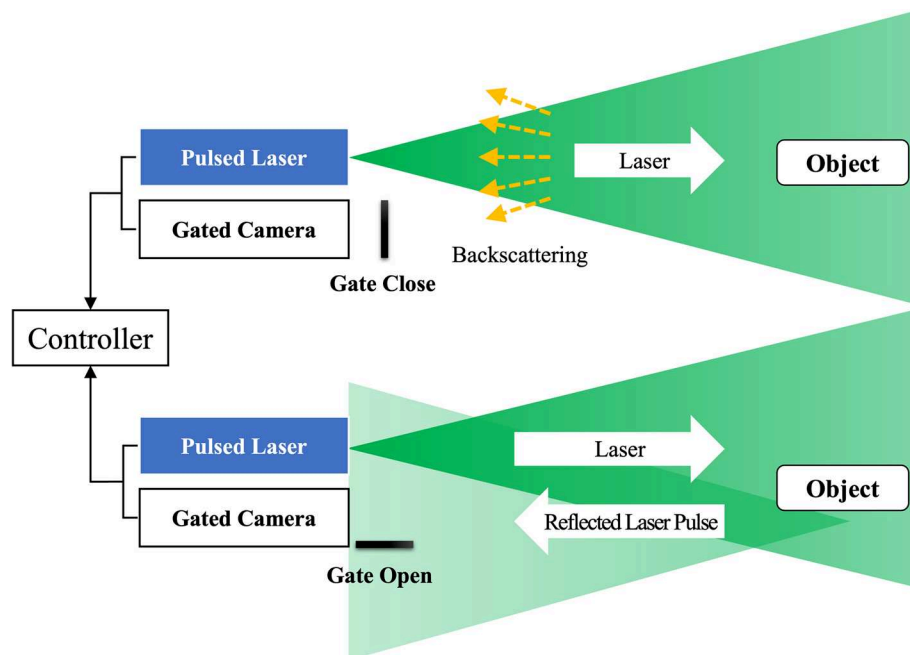 Pulsed Laser
Laser
Object
Gated Camera
Backscattering
Gate Close
Controller
Pulsed Laser
Laser
Object
Gated Camera
Reflected Laser Pulse
Gate Open